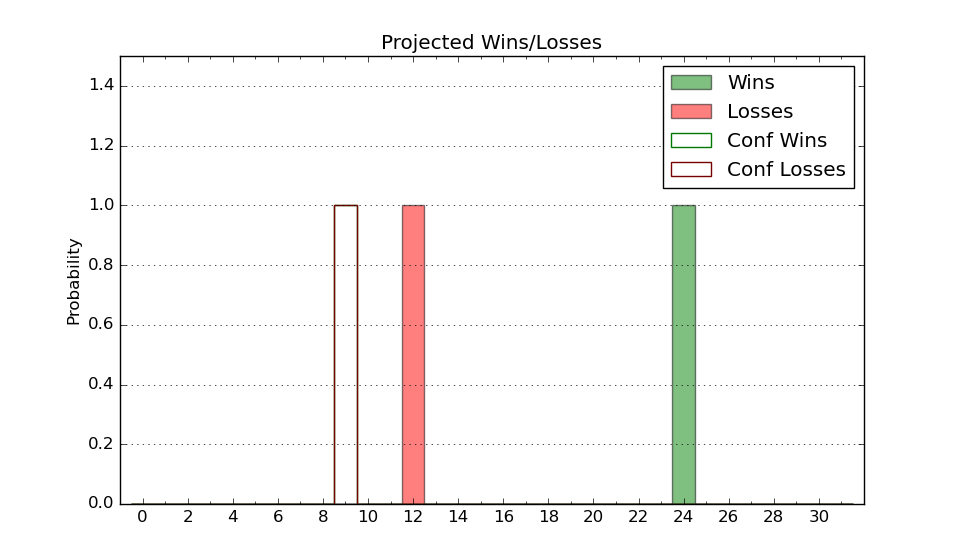 Projected Wins/Losses
Wins
Losses
Conf Wins
Conf Losses
Probability
1.4
1.2
1.0
0.8
0.6
0.4
0.2
0.0
0 2 4 6 8 10 12 14 16 18 20 22 24 26 28 30